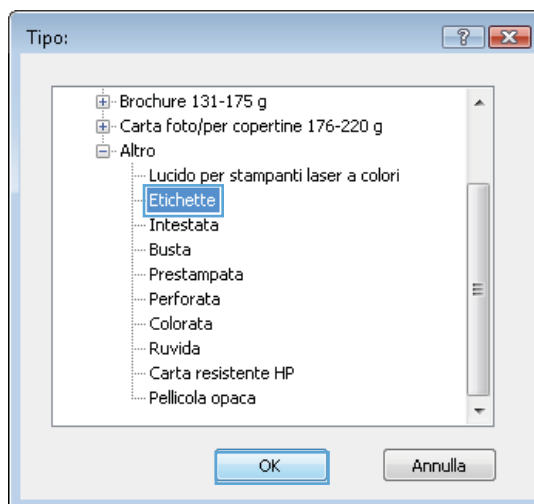 Tipo:
Brochure 131-175 g
Carta foto/per copertine 176-220 g
Altro
Lucido per stampanti laser a colori
Etichette
Intestata
Busta
Prestampata
Perforata
Colorata
Ruvida
Carta resistente HP
Pellicola opaca
OK
Annulla